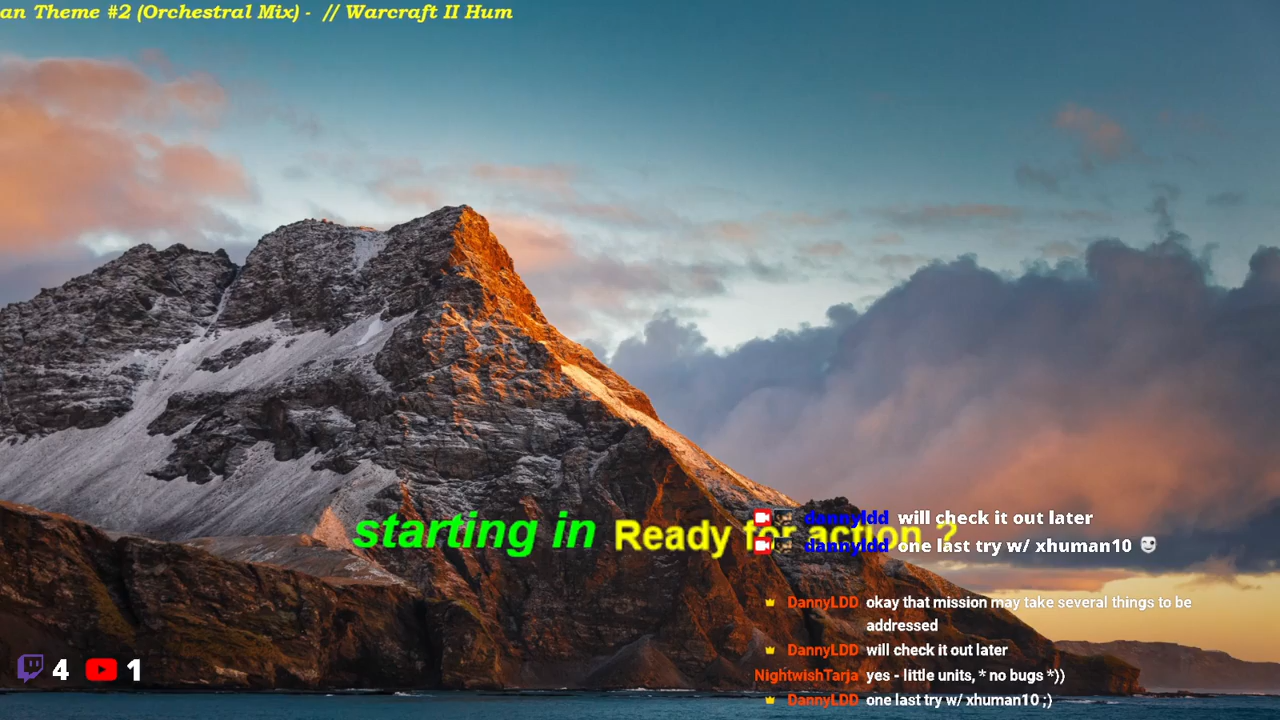 an Theme #2 (Orchestral Mix) -  // Warcraft II Hum
starting in Ready for action ?
dannyldd will check it out later
dannyldd one last try w/ xhuman10
DannyLDD okay that mission may take several things to be
addressed
DannyLDD will check it out later
NightwishTarja yes - little units, * no bugs *))
DannyLDD one last try w/ xhuman10 ;)
4 1